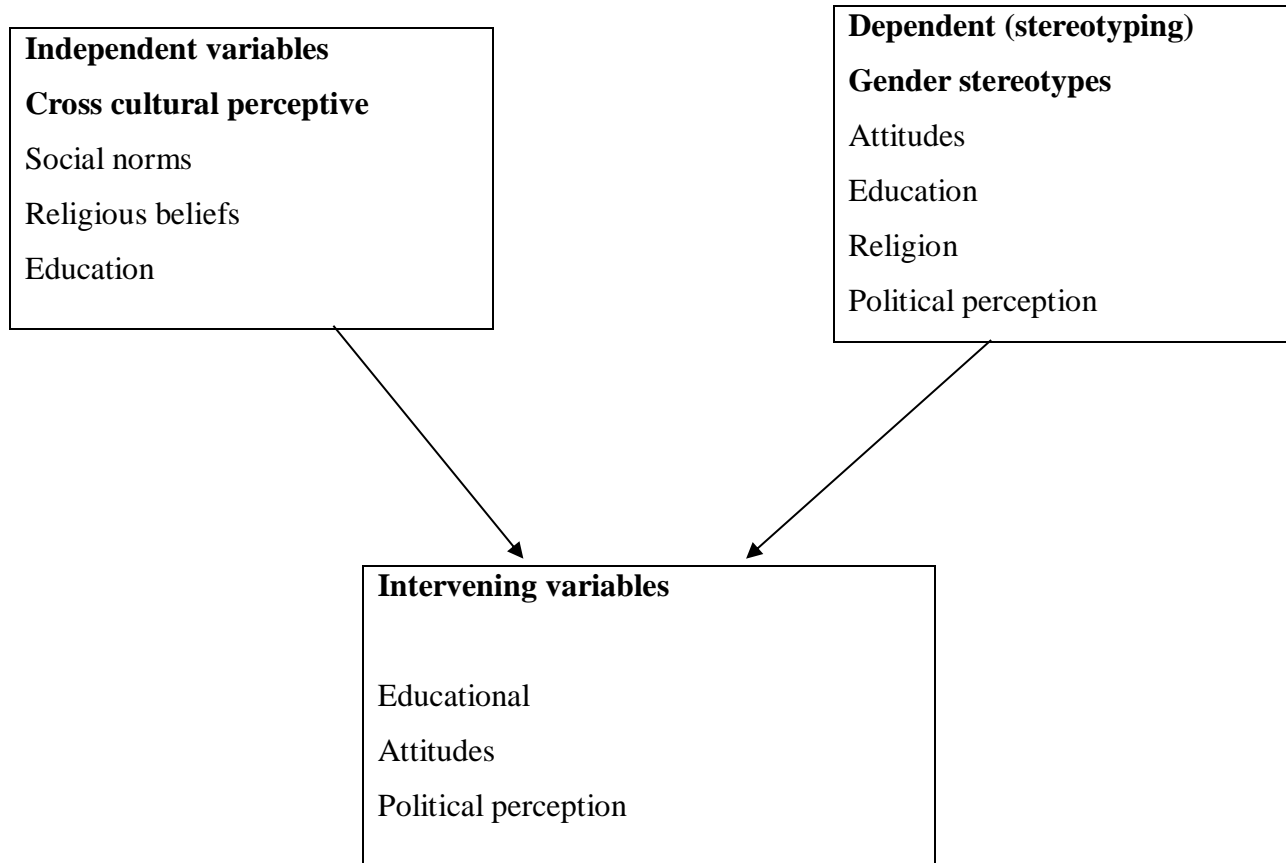 Independent variables
Cross cultural perceptive
Social norms
Religious beliefs
Education
Dependent (stereotyping)
Gender stereotypes
Attitudes
Education
Religion
Political perception
Intervening variables
Educational
Attitudes
Political perception